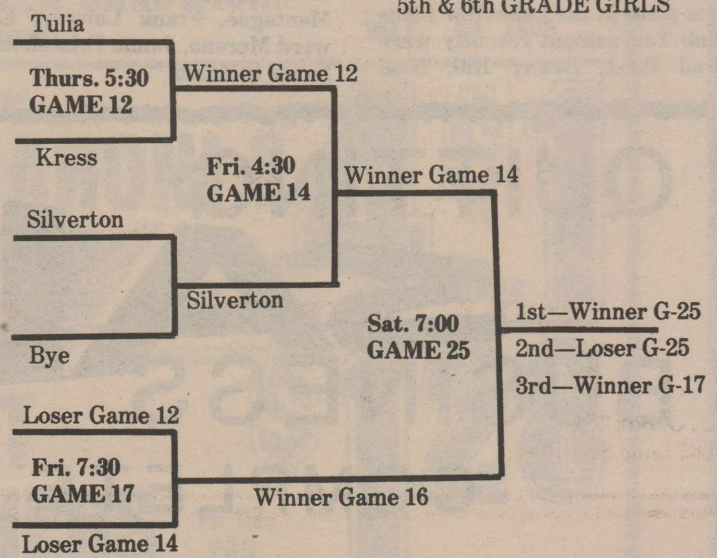 5th & 6th GRADE GIRLS
Tulia
Thurs. 5:30
GAME 12
Kress
Winner Game 12
Fri. 4:30
GAME 14
Silverton
Bye
Silverton
Winner Game 14
Sat. 7:00
GAME 25
1st—Winner G-25
2nd—Loser G-25
3rd—Winner G-17
Loser Game 12
Fri. 7:30
GAME 17
Loser Game 14
Winner Game 16